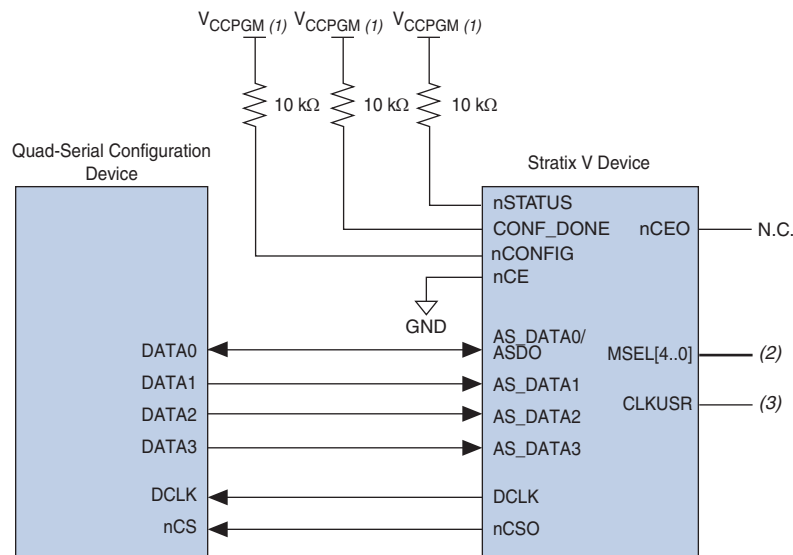 VCCPGM (1) VCCPGM (1) VCCPGM (1)
10 kΩ 10 kΩ 10 kΩ
Quad-Serial Configuration
Device
Stratix V Device
nSTATUS
CONF_DONE nCEO N.C.
nCONFIG
nCE
GND
DATA0 AS_DATA0/
ASDO MSEL[4..0] (2)
DATA1 AS_DATA1
CLKUSR (3)
DATA2 AS_DATA2
DATA3 AS_DATA3
DCLK DCLK
nCS nCSO